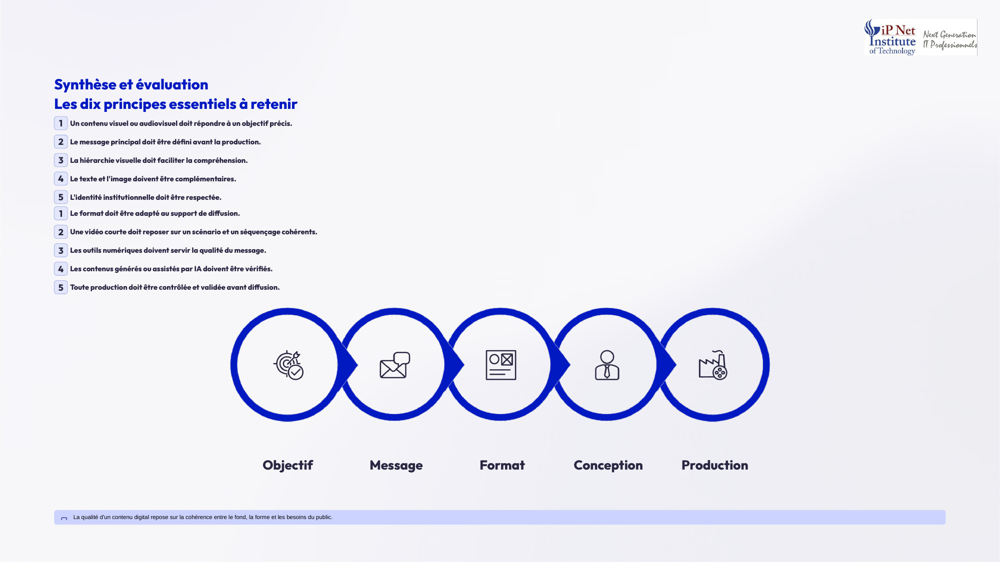 iP Net
Institute
of Technology
Next Generation
IT Professionnels
Synthèse et évaluation
Les dix principes essentiels à retenir
1 Un contenu visuel ou audiovisuel doit répondre à un objectif précis.
2 Le message principal doit être défini avant la production.
3 La hiérarchie visuelle doit faciliter la compréhension.
4 Le texte et l'image doivent être complémentaires.
5 L'identité institutionnelle doit être respectée.
1 Le format doit être adapté au support de diffusion.
2 Une vidéo courte doit reposer sur un scénario et un séquençage cohérents.
3 Les outils numériques doivent servir la qualité du message.
4 Les contenus générés ou assistés par IA doivent être vérifiés.
5 Toute production doit être contrôlée et validée avant diffusion.
Objectif Message Format Conception Production
La qualité d'un contenu digital repose sur la cohérence entre le fond, la forme et les besoins du public.